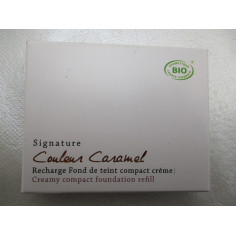 BIO
Signature
Couleur Caramel
Recharge Fond de teint compact crème:
Creamy compact foundation refill